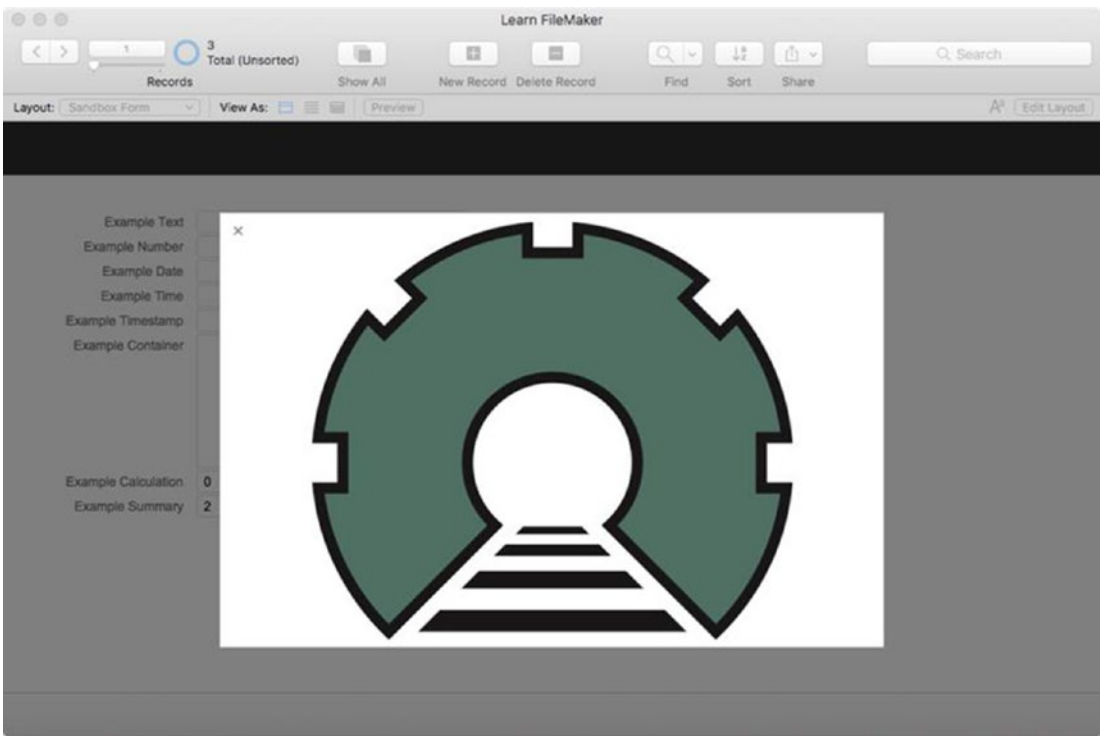 Learn FileMaker
1
3
Total (Unsorted)
Records
Show All
New Record
Delete Record
Find
Sort
Share
Search
Layout: Sandbox Form
View As:
Preview
Aa
Edit Layout
Example Text
Example Number
Example Date
Example Time
Example Timestamp
Example Container
Example Calculation 0
Example Summary 2